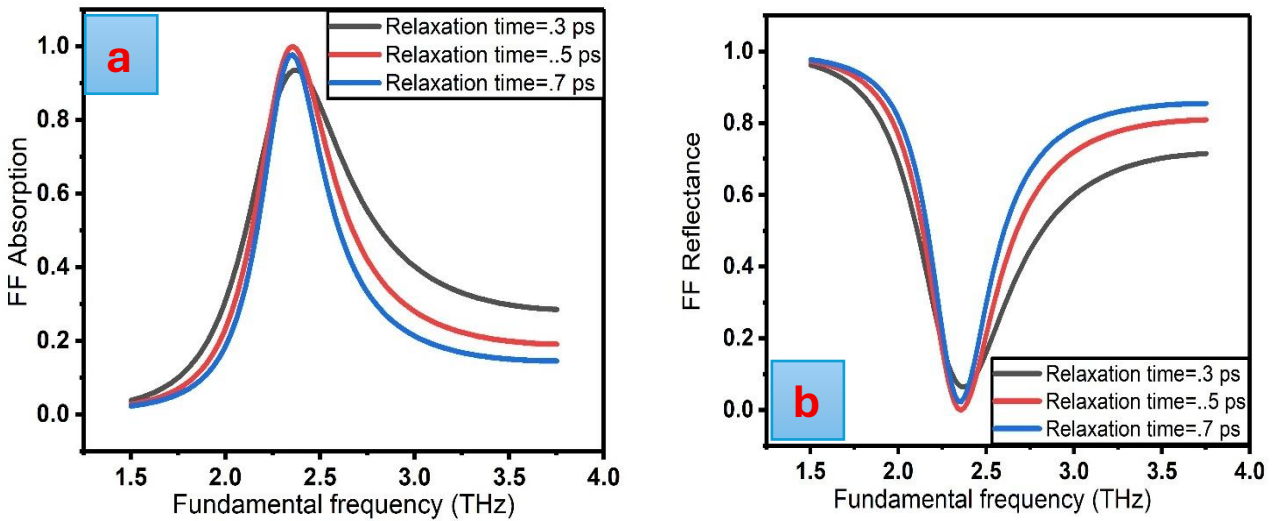 a
Relaxation time=.3 ps
Relaxation time=..5 ps
Relaxation time=.7 ps
FF Absorption
1.0
0.8
0.6
0.4
0.2
0.0
1.5 2.0 2.5 3.0 3.5 4.0
Fundamental frequency (THz)
b
Relaxation time=.3 ps
Relaxation time=..5 ps
Relaxation time=.7 ps
FF Reflectance
1.0
0.8
0.6
0.4
0.2
0.0
1.5 2.0 2.5 3.0 3.5 4.0
Fundamental frequency (THz)